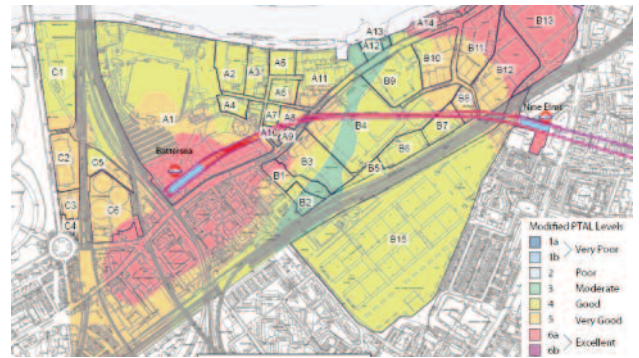 A13
A14
C1
A12
B13
B11
A2
A3
A5
B10
A11
B9
B12
A6
A4
B8
Nine Elms
A1
A7
A8
A10
A9
B4
B7
Battersea
B6
C2
C5
B3
B5
B1
B2
C3
C6
C4
B15
Modified PTAL Levels
1a
1b
Very Poor
2 Poor
3 Moderate
4 Good
5 Very Good
6a
6b
Excellent